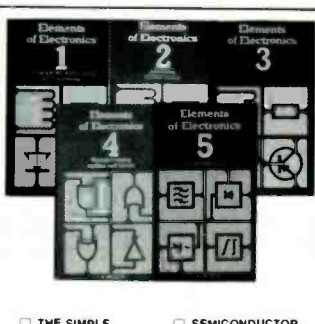 Elements
of Electronics
1
Elements
of Electronics
2
Elements
of Electronics
3
Elements
of Electronics
4
Elements
of Electronics
5
THE SIMPLE
SEMICONDUCTOR